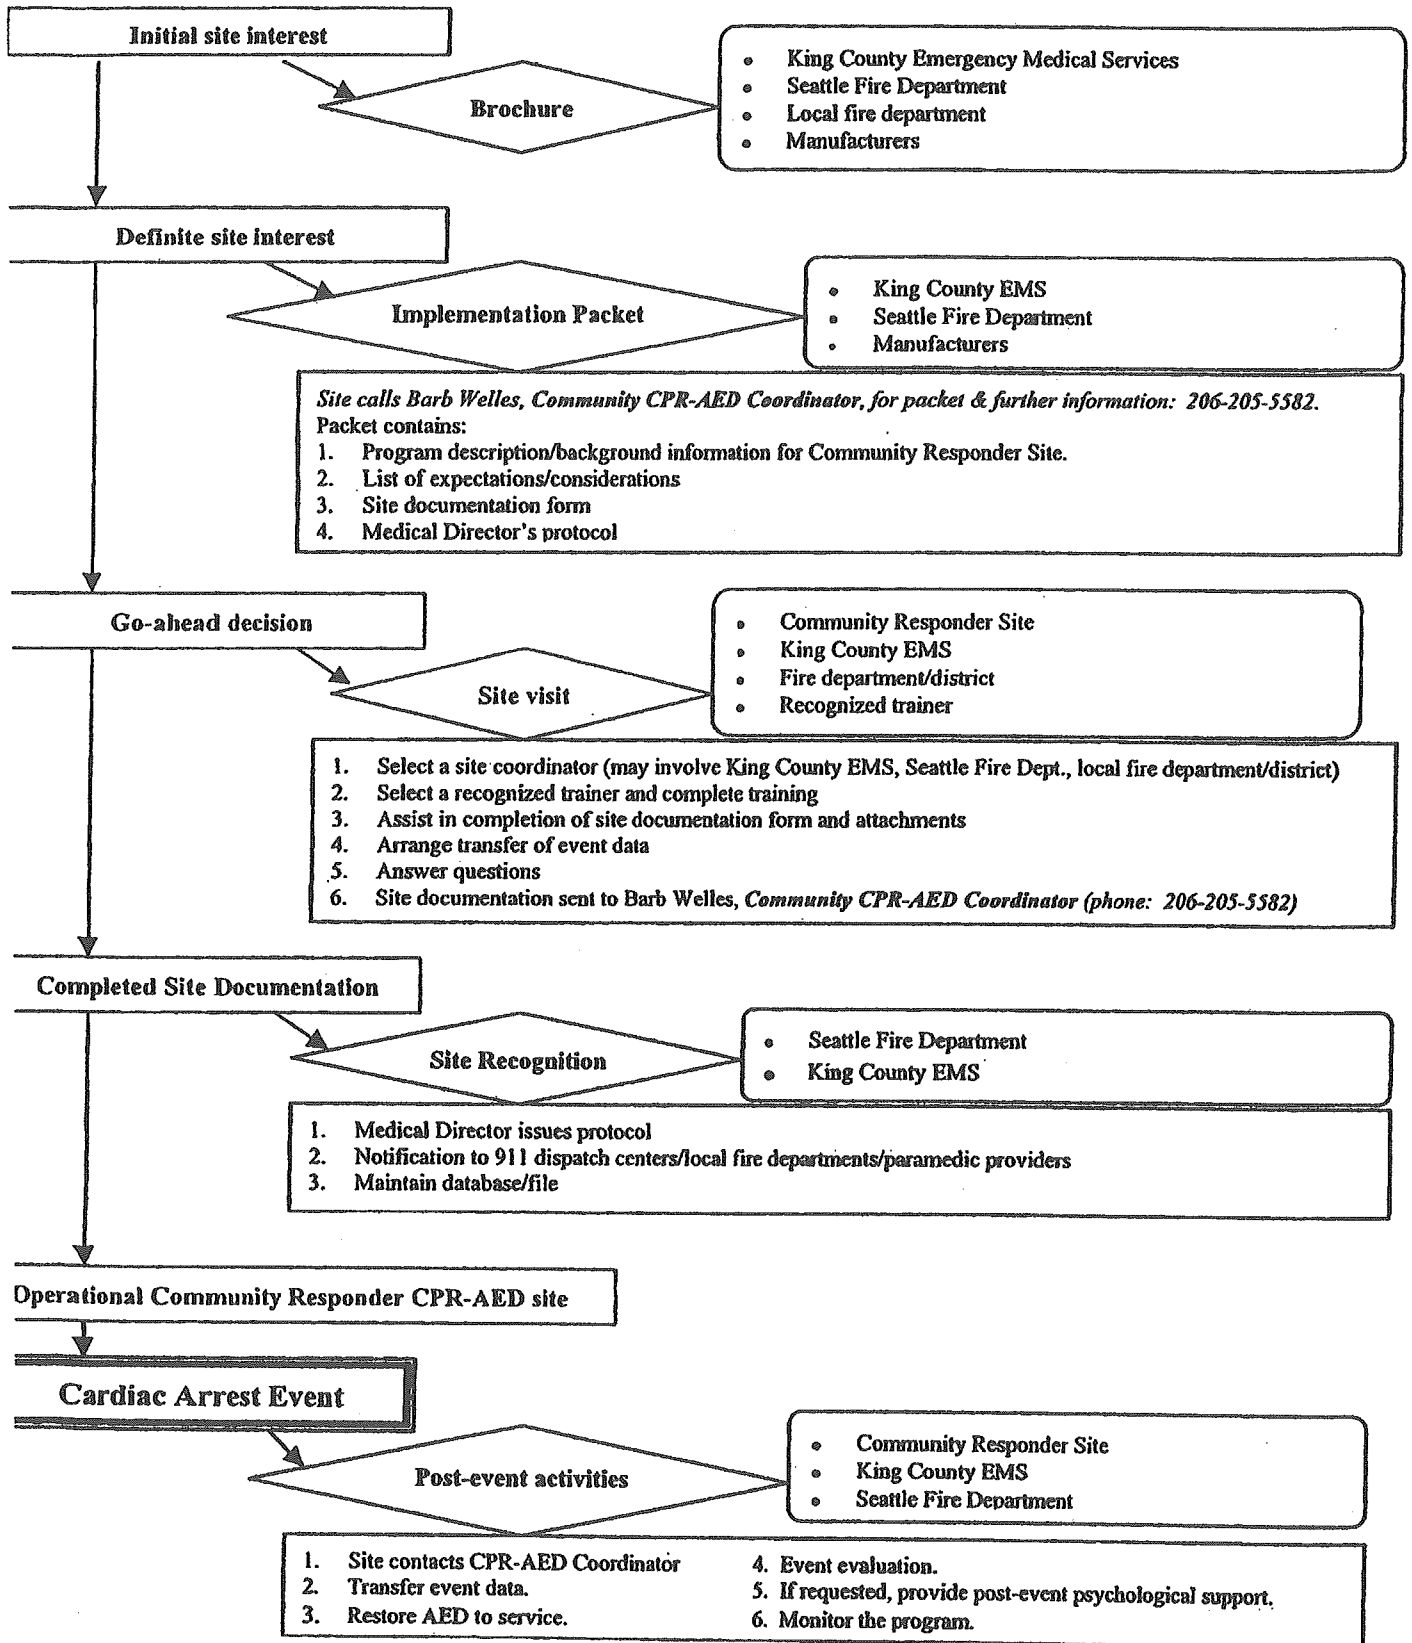 Initial site interest
Brochure
• King County Emergency Medical Services
• Seattle Fire Department
• Local fire department
• Manufacturers
Definite site interest
Implementation Packet
• King County EMS
• Seattle Fire Department
• Manufacturers
Site calls Barb Welles, Community CPR-AED Coordinator, for packet & further information: 206-205-5582.
Packet contains:
1. Program description/background information for Community Responder Site.
2. List of expectations/considerations
3. Site documentation form
4. Medical Director's protocol
Go-ahead decision
Site visit
• Community Responder Site
• King County EMS
• Fire department/district
• Recognized trainer
1. Select a site coordinator (may involve King County EMS, Seattle Fire Dept., local fire department/district)
2. Select a recognized trainer and complete training
3. Assist in completion of site documentation form and attachments
4. Arrange transfer of event data
5. Answer questions
6. Site documentation sent to Barb Welles, Community CPR-AED Coordinator (phone: 206-205-5582)
Completed Site Documentation
Site Recognition
• Seattle Fire Department
• King County EMS
1. Medical Director issues protocol
2. Notification to 911 dispatch centers/local fire departments/paramedic providers
3. Maintain database/file
Operational Community Responder CPR-AED site
Cardiac Arrest Event
Post-event activities
• Community Responder Site
• King County EMS
• Seattle Fire Department
1. Site contacts CPR-AED Coordinator
2. Transfer event data.
3. Restore AED to service.
4. Event evaluation.
5. If requested, provide post-event psychological support.
6. Monitor the program.